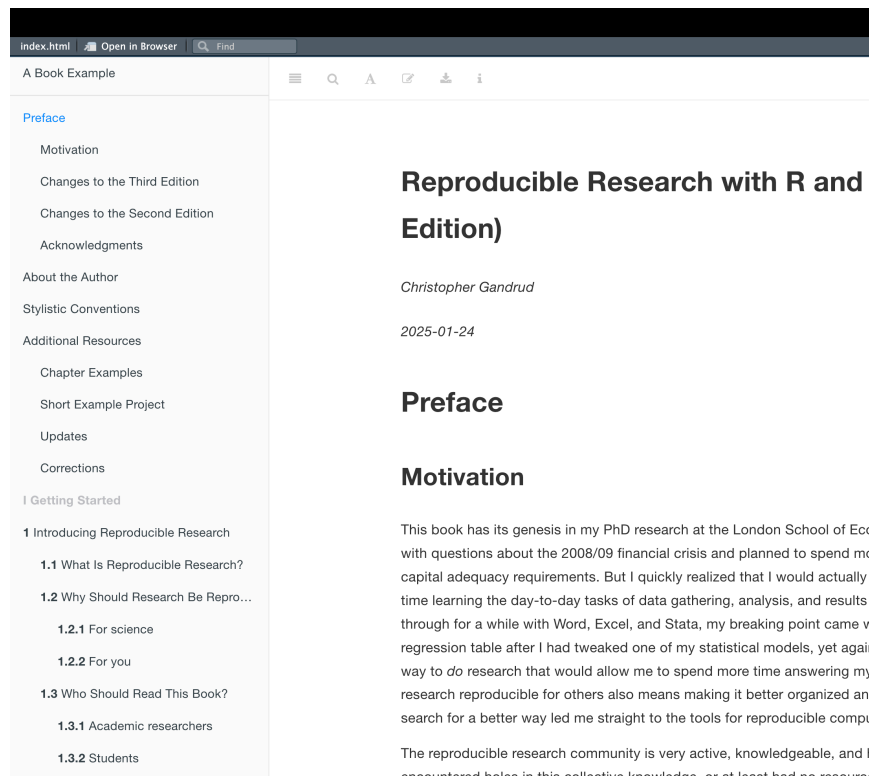 index.html Open in Browser Find
A Book Example
Preface
Motivation
Changes to the Third Edition
Changes to the Second Edition
Acknowledgments
About the Author
Stylistic Conventions
Additional Resources
Chapter Examples
Short Example Project
Updates
Corrections
I Getting Started
1 Introducing Reproducible Research
1.1 What Is Reproducible Research?
1.2 Why Should Research Be Repro…
1.2.1 For science
1.2.2 For you
1.3 Who Should Read This Book?
1.3.1 Academic researchers
1.3.2 Students
Reproducible Research with R and
Edition)
Christopher Gandrud
2025-01-24
Preface
Motivation
This book has its genesis in my PhD research at the London School of
with questions about the 2008/09 financial crisis and planned to spend
capital adequacy requirements. But I quickly realized that I would actually
time learning the day-to-day tasks of data gathering, analysis, and results
through for a while with Word, Excel, and Stata, my breaking point came
regression table after I had tweaked one of my statistical models, yet
way to do research that would allow me to spend more time answering my
research reproducible for others also means making it better organized
search for a better way led me straight to the tools for reproducible
The reproducible research community is very active, knowledgeable, and